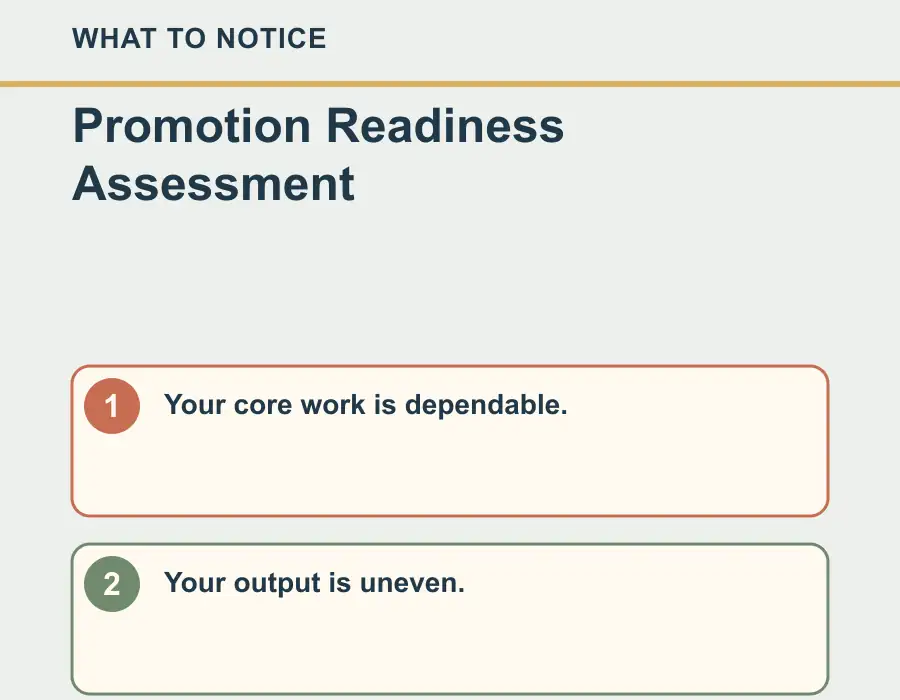 WHAT TO NOTICE
Promotion Readiness
Assessment
1 Your core work is dependable.
2 Your output is uneven.